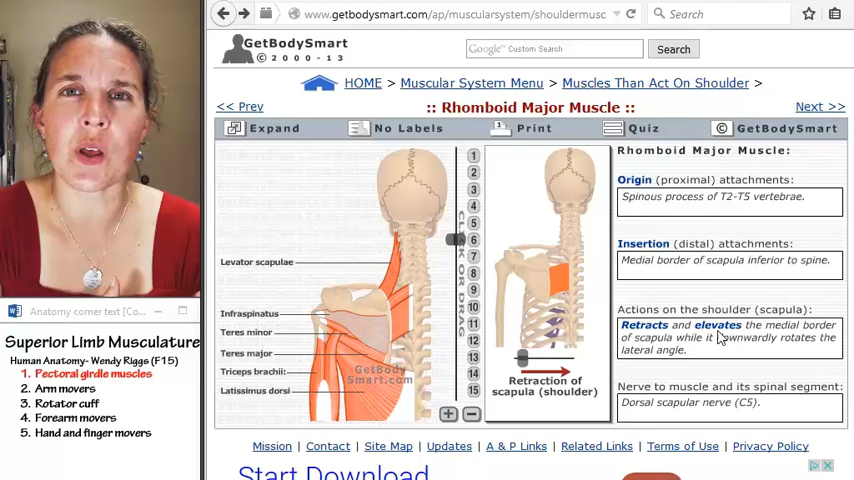 www.getbodysmart.com/ap/muscularsystem/shouldermusc
Search
GetBodySmart
© 2000-13
Google™ Custom Search
Search
HOME > Muscular System Menu > Muscles Than Act On Shoulder >
<< Prev
:: Rhomboid Major Muscle ::
Next >>
Expand
No Labels
Print
Quiz
© GetBodySmart
Levator scapulae
Infraspinatus
Teres minor
Teres major
Triceps brachii:
Latissimus dorsi
GetBody
Smart.com
CLICK OR DRAG
1
2
3
4
5
6
7
8
9
10
11
12
13
14
15
Retraction of
scapula (shoulder)
Rhomboid Major Muscle:
Origin (proximal) attachments:
Spinous process of T2-T5 vertebrae.
Insertion (distal) attachments:
Medial border of scapula inferior to spine.
Actions on the shoulder (scapula):
Retracts and elevates the medial border
of scapula while it downwardly rotates the
lateral angle.
Nerve to muscle and its spinal segment:
Dorsal scapular nerve (C5).
Mission | Contact | Site Map | Updates | A & P Links | Related Links | Terms of Use | Privacy Policy
Start Download
Anatomy corner text [Co...
Superior Limb Musculature
Human Anatomy- Wendy Riggs (F15)
1. Pectoral girdle muscles
2. Arm movers
3. Rotator cuff
4. Forearm movers
5. Hand and finger movers